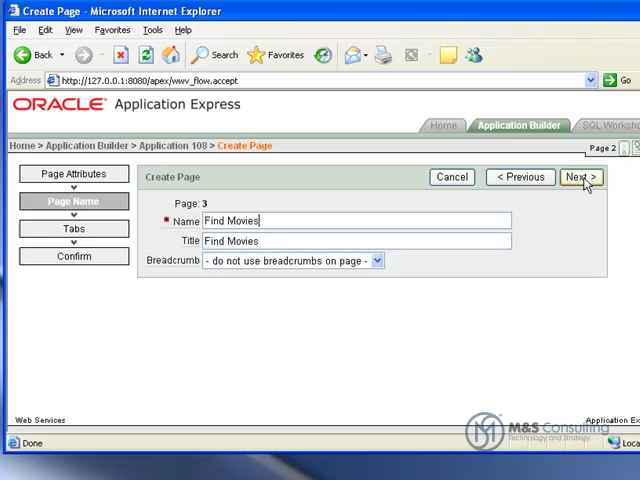 Create Page - Microsoft Internet Explorer
File Edit View Favorites Tools Help
Back Search Favorites
Address http://127.0.0.1:8080/apex/wwv_flow.accept Go
ORACLE Application Express
Home Application Builder SQL Worksho
Home > Application Builder > Application 108 > Create Page Page 2
Page Attributes
Page Name
Tabs
Confirm
Create Page Cancel < Previous Next >
Page: 3
* Name Find Movies
Title Find Movies
Breadcrumb - do not use breadcrumbs on page -
Web Services Application Ex
M&S Consulting
Technology and Strategy
Done Loca